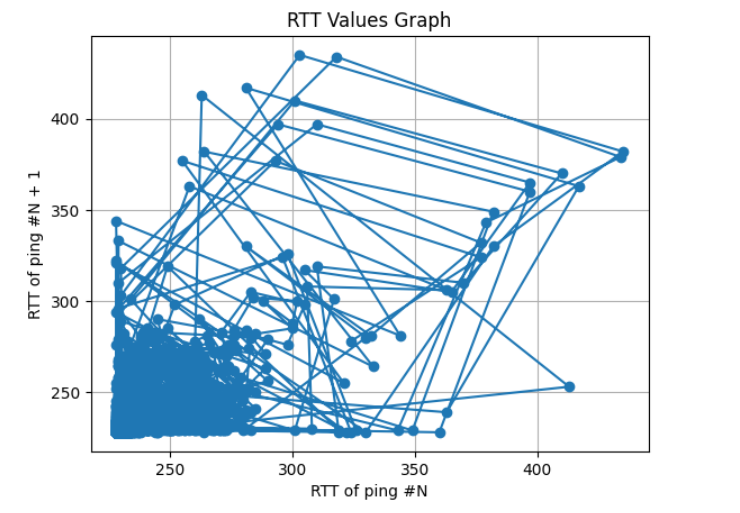 RTT Values Graph
RTT of ping #N + 1
400
350
300
250
250 300 350 400
RTT of ping #N